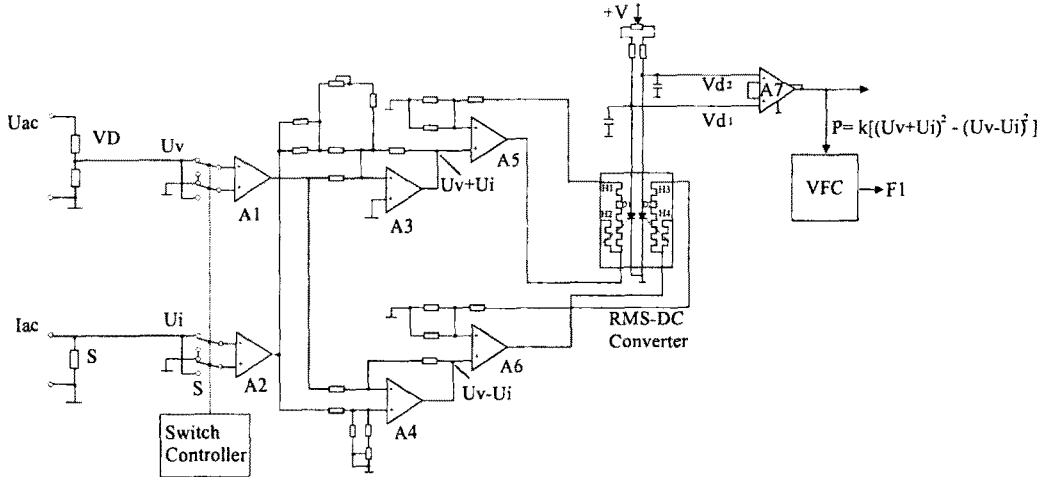 +V
Uac
VD
Uv
A1
Uv+Ui
A3
A5
Vd2
Vd1
A7
P= k[(Uv+Ui)² - (Uv-Ui)² ]
VFC
F1
H1
H2
H3
H4
RMS-DC
Converter
Iac
S
Ui
S
A2
A6
Uv-Ui
A4
Switch
Controller